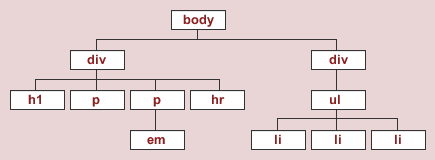 body
div div
h1 p p hr ul
em li li li